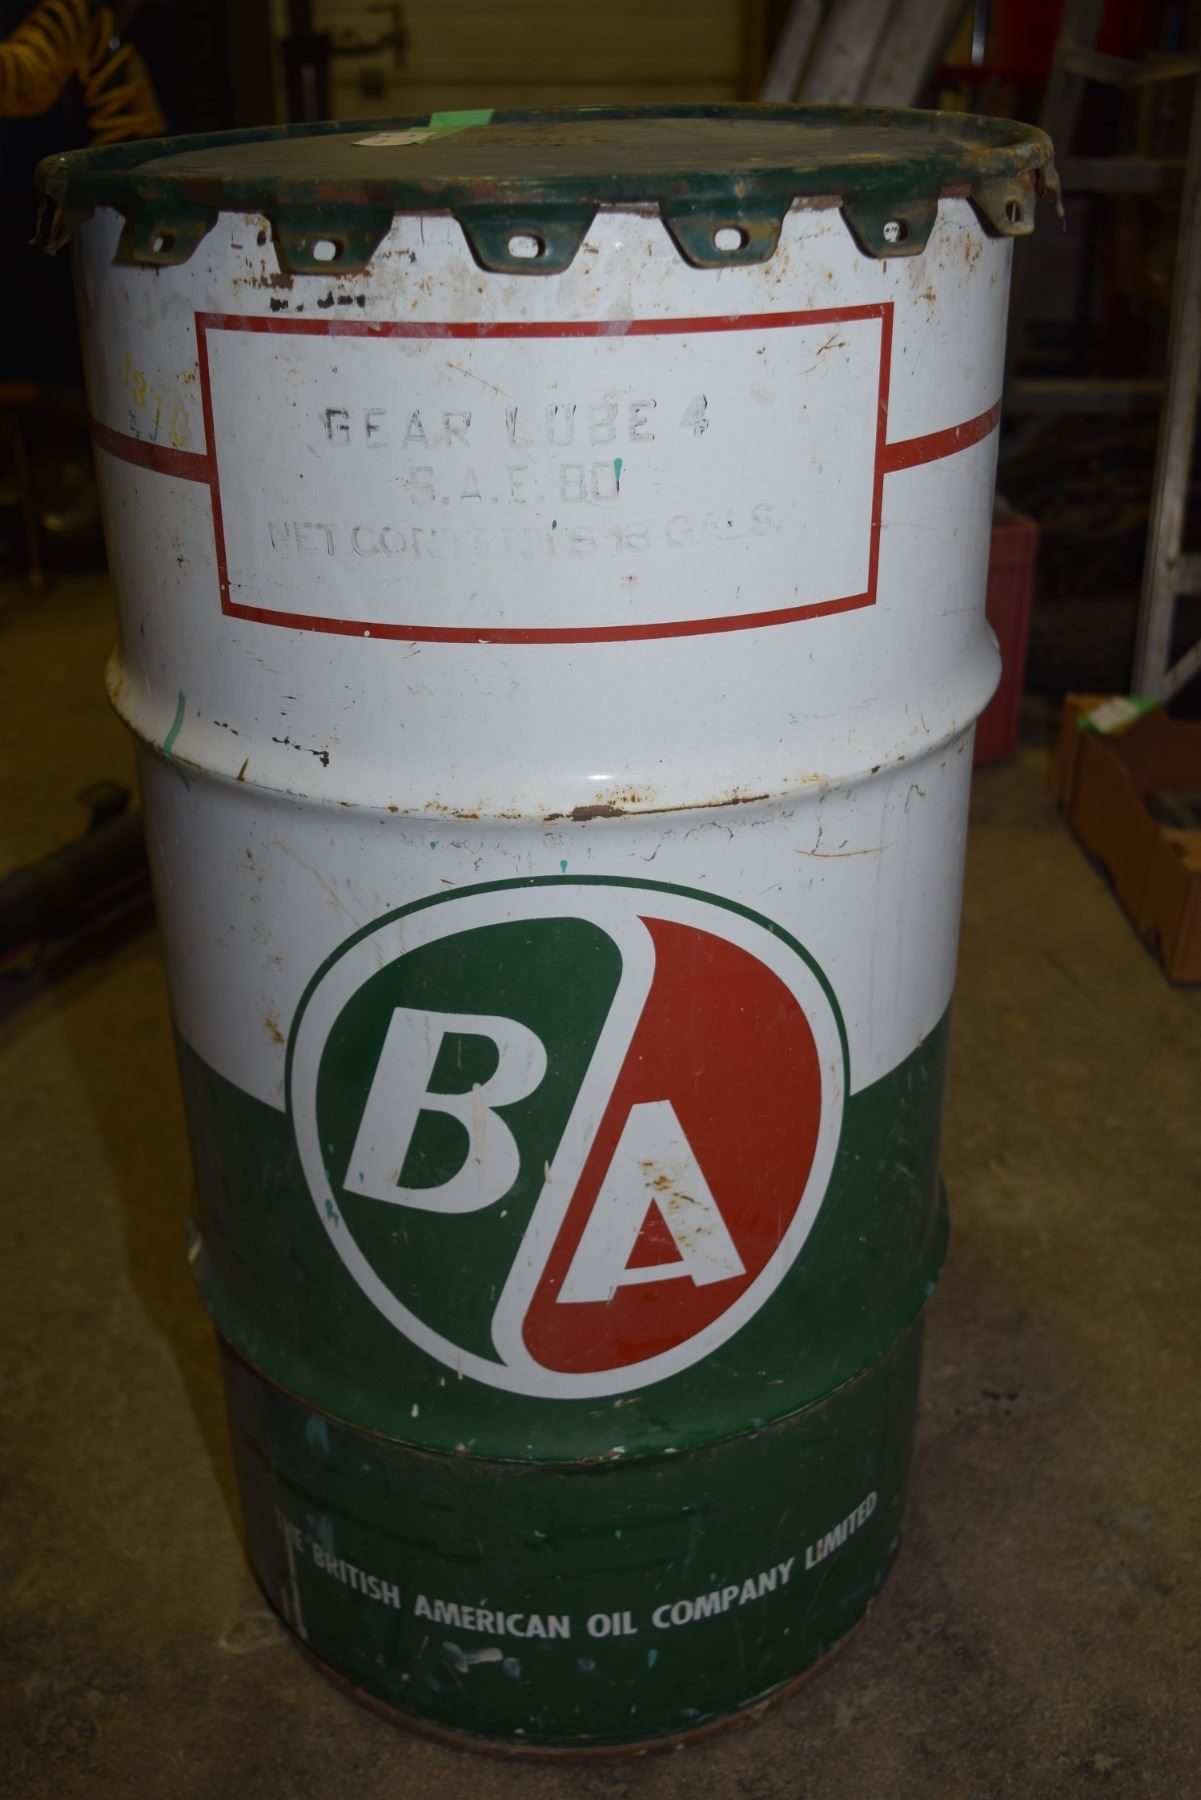 GEAR LUBE 4
S.A.E. 80
NET CONTENTS 18 GALS.
B A
THE BRITISH AMERICAN OIL COMPANY LIMITED